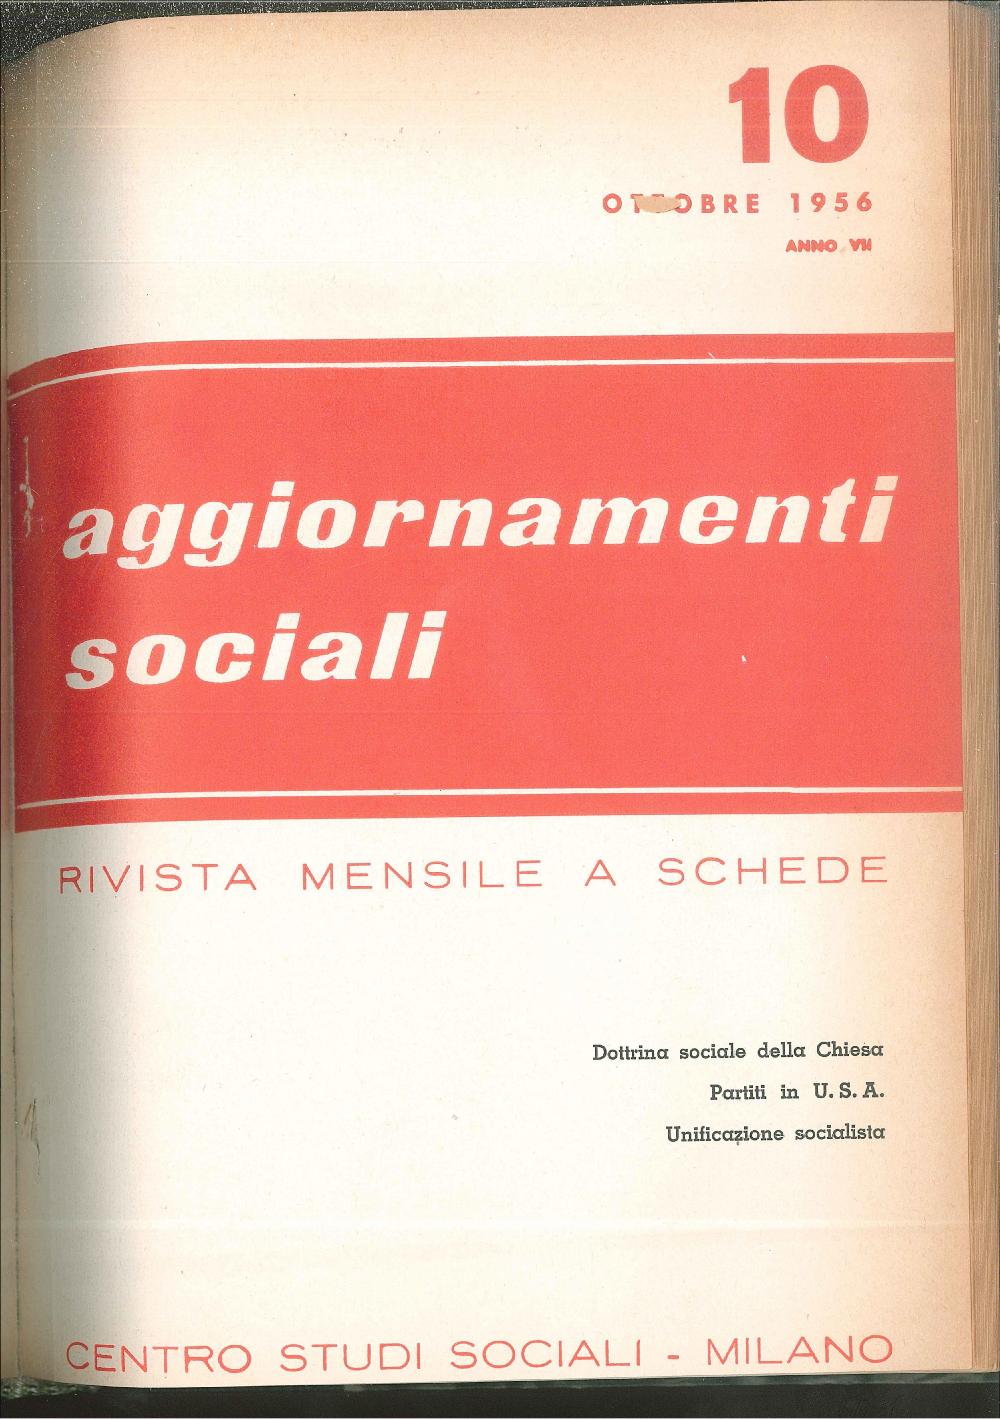 10
OTTOBRE 1956
ANNO VII
aggiornamenti
sociali
RIVISTA MENSILE A SCHEDE
Dottrina sociale della Chiesa
Partiti in U. S. A.
Unificazione socialista
CENTRO STUDI SOCIALI - MILANO